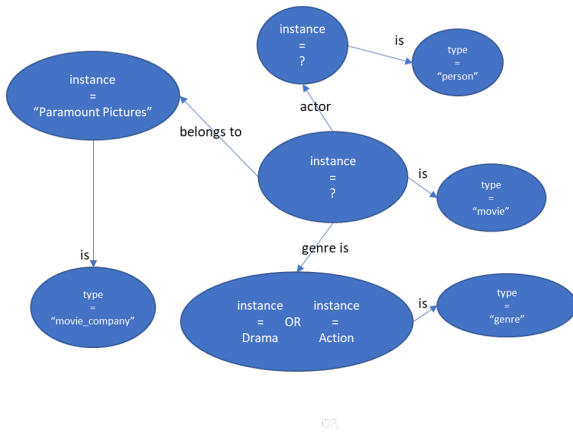 instance
=
?
is
type
=
"person"
instance
=
"Paramount Pictures"
actor
belongs to
instance
=
?
is
type
=
"movie"
genre is
is
type
=
"movie_company"
instance instance
= OR =
Drama Action
is
type
=
"genre"
OR